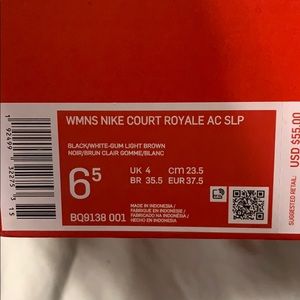 WMNS NIKE COURT ROYALE AC SLP
BLACK/WHITE-GUM LIGHT BROWN
NOIR/BRUN CLAIR GOMME/BLANC
6.5
UK 4 cm 23.5
BR 35.5 EUR 37.5
BQ9138 001
MADE IN INDONESIA /
FABRIQUÉ EN INDONÉSIE /
FABRICADO NA INDONÉSIA /
HECHO EN INDONESIA
SUGGESTED RETAIL:
USD $55.00